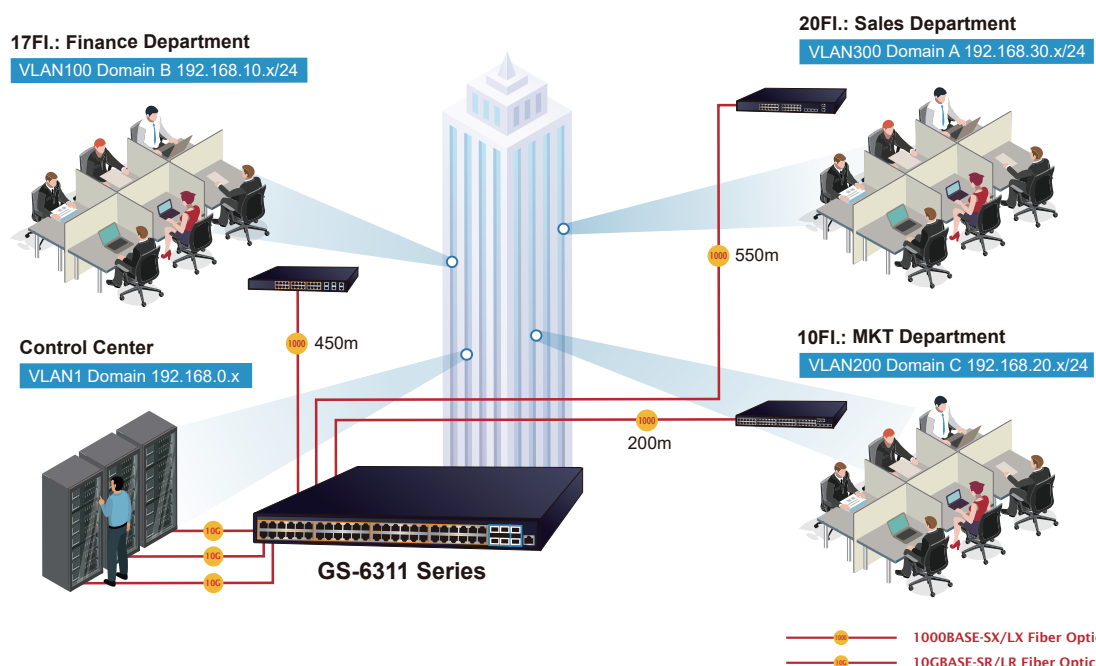 17Fl.: Finance Department
VLAN100 Domain B 192.168.10.x/24
20Fl.: Sales Department
VLAN300 Domain A 192.168.30.x/24
1000 550m
1000 450m
Control Center
VLAN1 Domain 192.168.0.x
10Fl.: MKT Department
VLAN200 Domain C 192.168.20.x/24
1000
200m
10G
10G
10G
GS-6311 Series
1000 1000BASE-SX/LX Fiber Optic
10G 10GBASE-SR/LR Fiber Optic